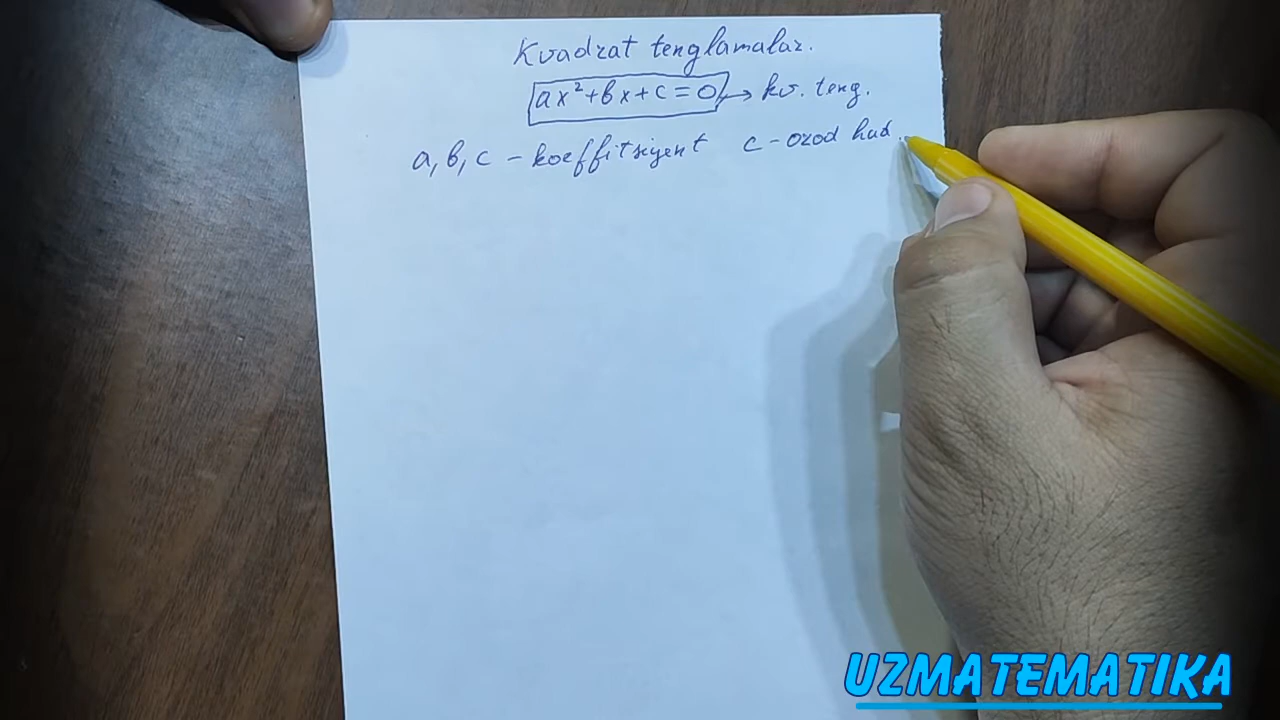 Kvadrat tenglamalar.
ax²+bx+c=0 → kv. teng.
a, b, c – koeffitsiyent c – ozod had.
UZMATEMATIKA